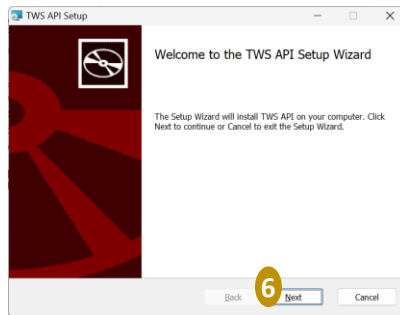 TWS API Setup
Welcome to the TWS API Setup Wizard
The Setup Wizard will install TWS API on your computer. Click
Next to continue or Cancel to exit the Setup Wizard.
6
Back Next Cancel